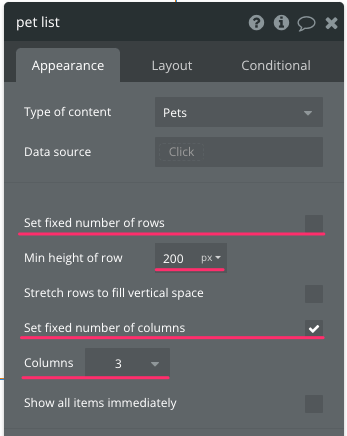 pet list
Appearance Layout Conditional
Type of content Pets
Data source Click
Set fixed number of rows
Min height of row 200 px
Stretch rows to fill vertical space
Set fixed number of columns
Columns 3
Show all items immediately